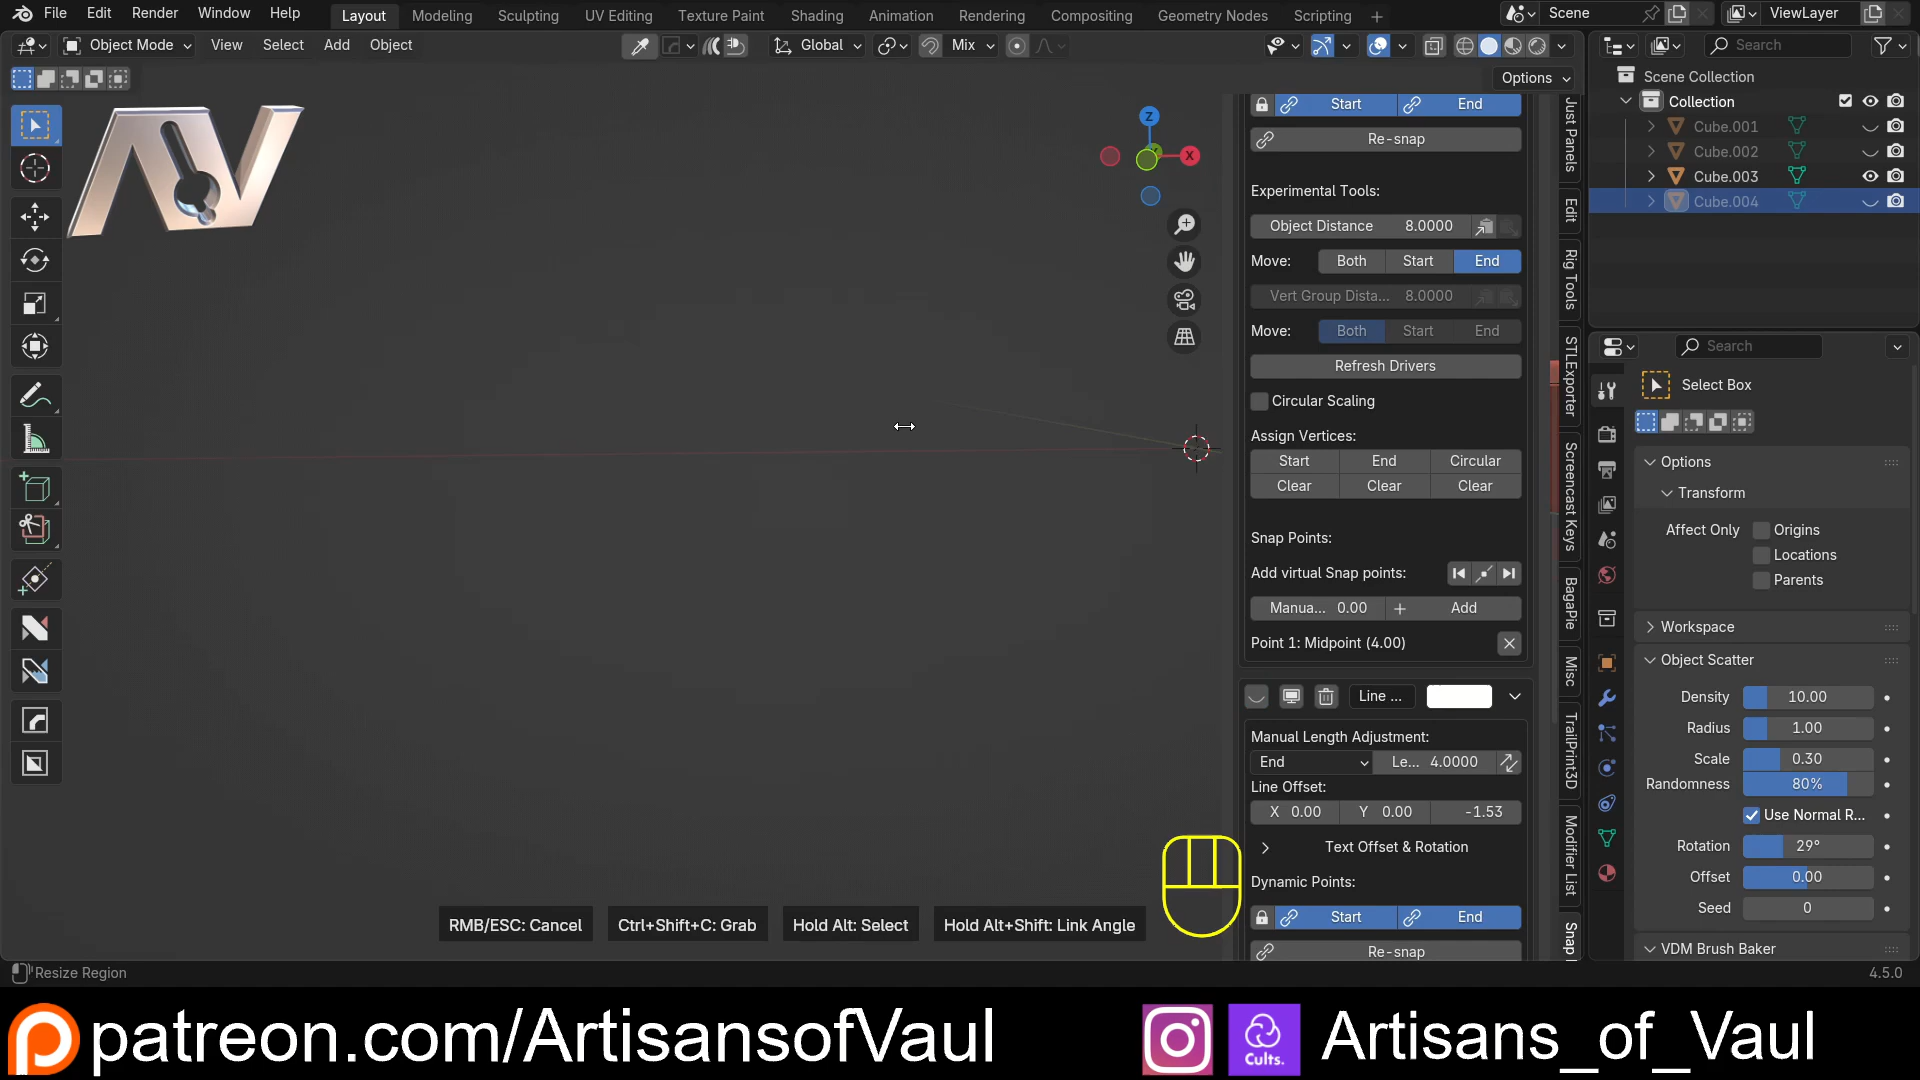 File Edit Render Window Help Layout Modeling Sculpting UV Editing Texture Paint Shading Animation Rendering Compositing Geometry Nodes Scripting Scene ViewLayer
Object Mode View Select Add Object Global Mix Search
Options
Scene Collection
Collection
Cube.001
Cube.002
Cube.003
Cube.004
Z
X
Start End
Re-snap
Experimental Tools:
Object Distance 8.0000
Move: Both Start End
Vert Group Dista... 8.0000
Move: Both Start End
Refresh Drivers
Circular Scaling
Assign Vertices:
Start End Circular
Clear Clear Clear
Snap Points:
Add virtual Snap points:
Manua... 0.00 Add
Point 1: Midpoint (4.00)
Line ...
Manual Length Adjustment:
End Le... 4.0000
Line Offset:
X 0.00 Y 0.00 -1.53
Text Offset & Rotation
Dynamic Points:
Start End
Re-snap
Just Panels
Edit
Rig Tools
STLExporter
Screencast Keys
BagaPie
Misc
TrailPrint3D
Modifier List
Snap
Search
Select Box
Options
Transform
Affect Only Origins
Locations
Parents
Workspace
Object Scatter
Density 10.00
Radius 1.00
Scale 0.30
Randomness 80%
Use Normal R...
Rotation 29°
Offset 0.00
Seed 0
VDM Brush Baker
RMB/ESC: Cancel Ctrl+Shift+C: Grab Hold Alt: Select Hold Alt+Shift: Link Angle
Resize Region 4.5.0
patreon.com/ArtisansofVaul Cults. Artisans_of_Vaul